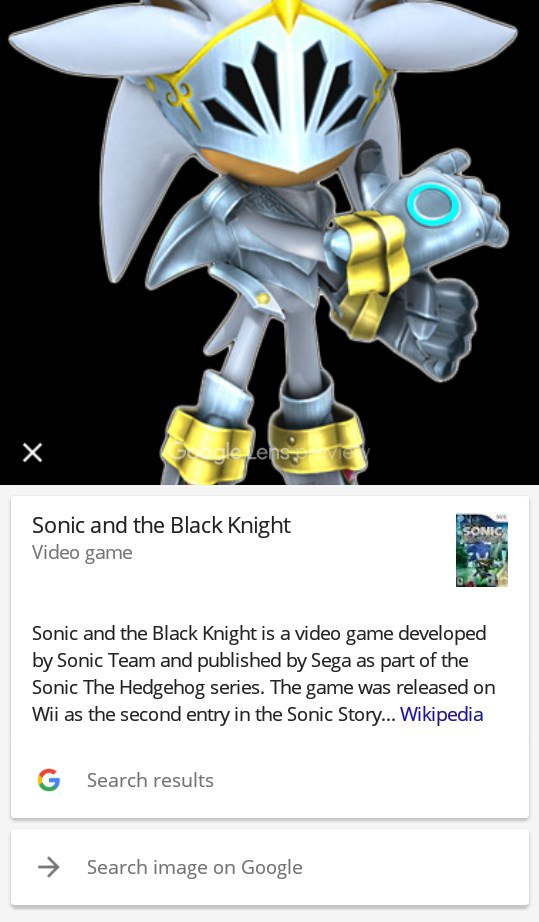 Google Lens preview
Sonic and the Black Knight
Video game
Wii
SONIC
Sonic and the Black Knight is a video game developed
by Sonic Team and published by Sega as part of the
Sonic The Hedgehog series. The game was released on
Wii as the second entry in the Sonic Story... Wikipedia
Search results
Search image on Google